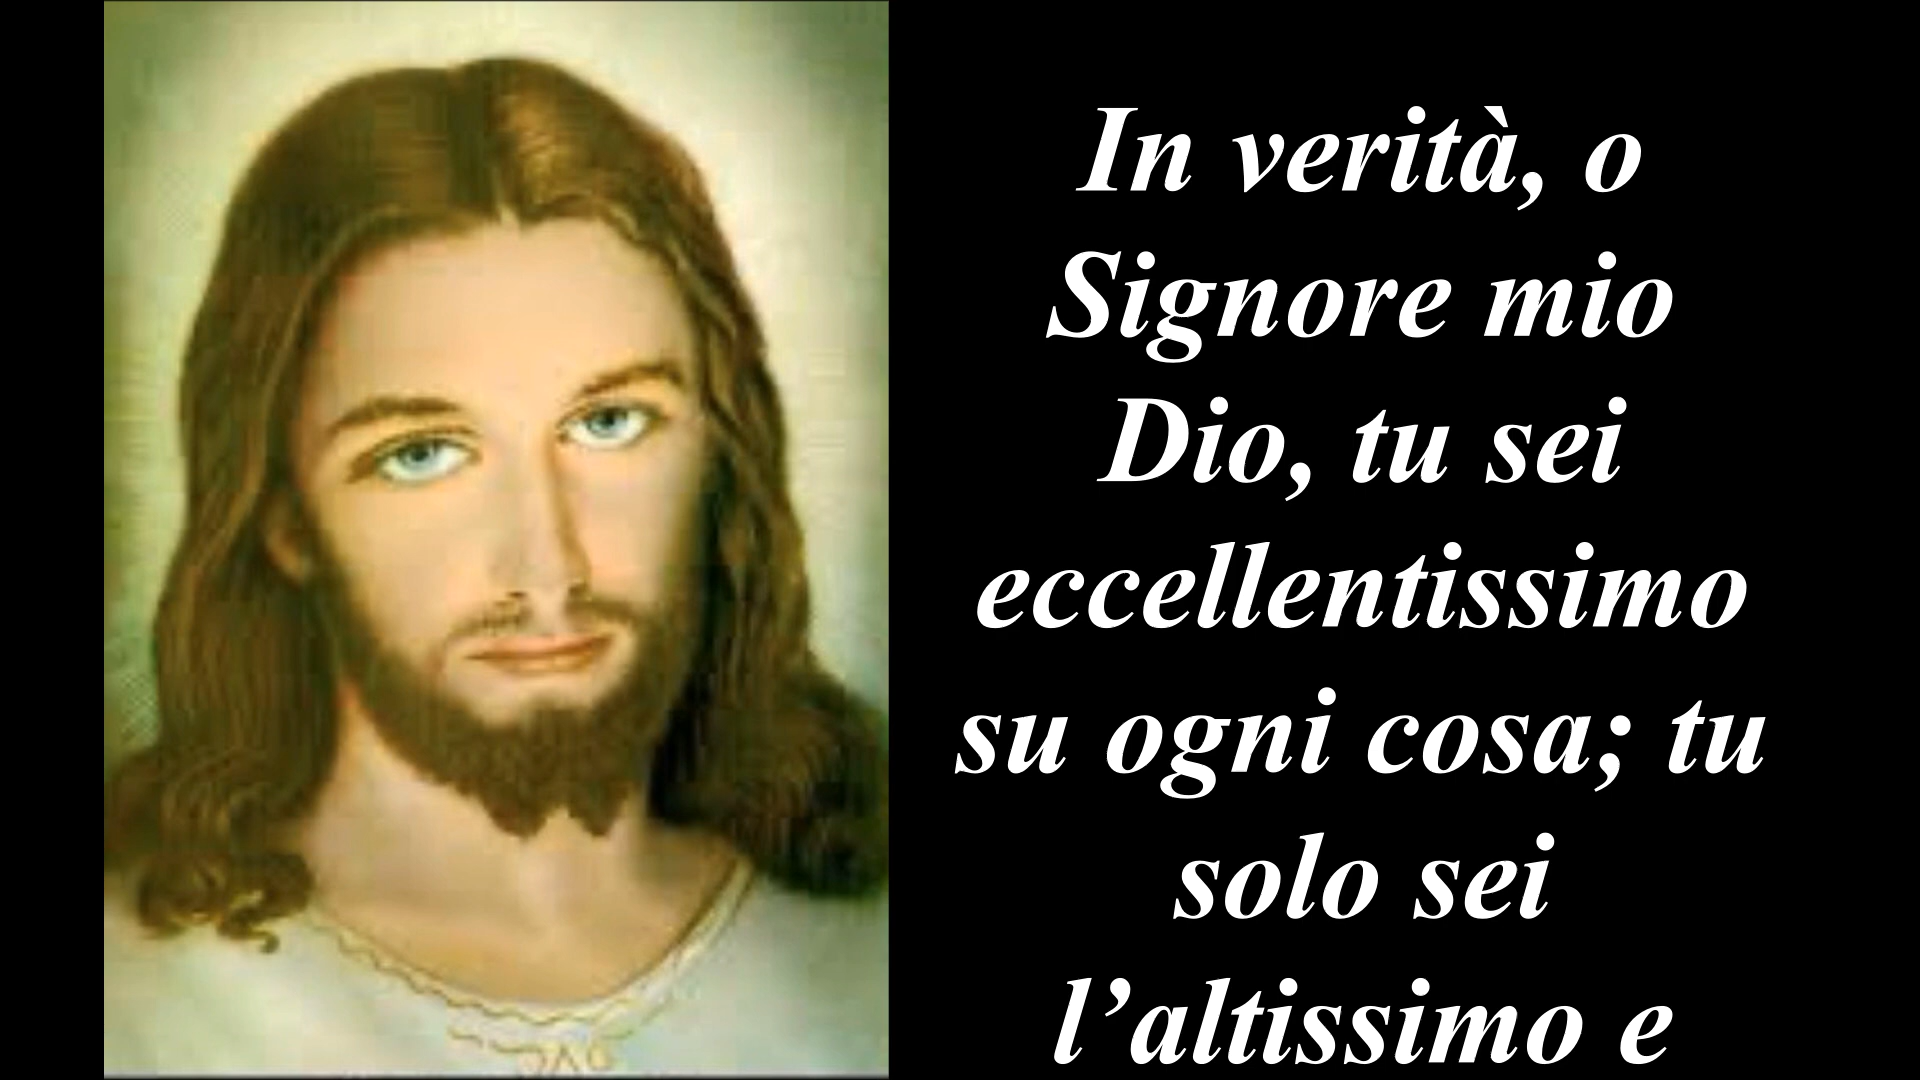 In verità, o
Signore mio
Dio, tu sei
eccellentissimo
su ogni cosa; tu
solo sei
l’altissimo e